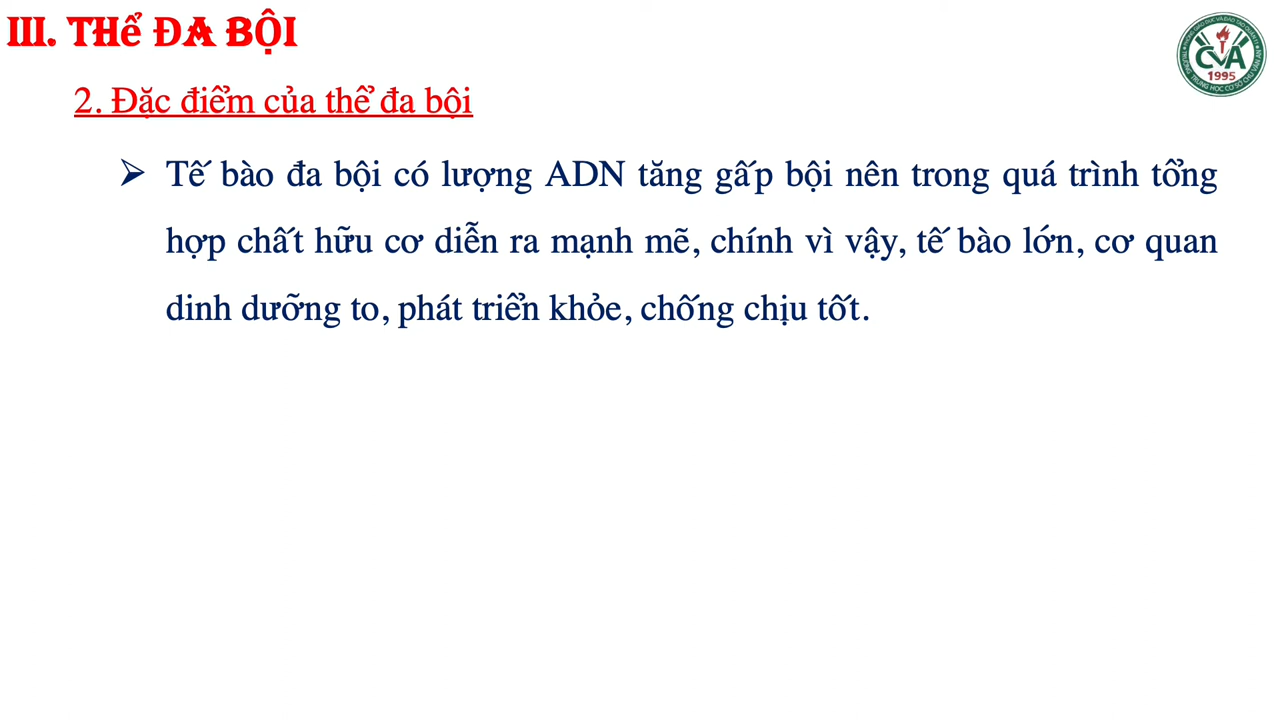 III. THỂ ĐA BỘI
2. Đặc điểm của thể đa bội
Tế bào đa bội có lượng ADN tăng gấp bội nên trong quá trình tổng
hợp chất hữu cơ diễn ra mạnh mẽ, chính vì vậy, tế bào lớn, cơ quan
dinh dưỡng to, phát triển khỏe, chống chịu tốt.
CVA
1995